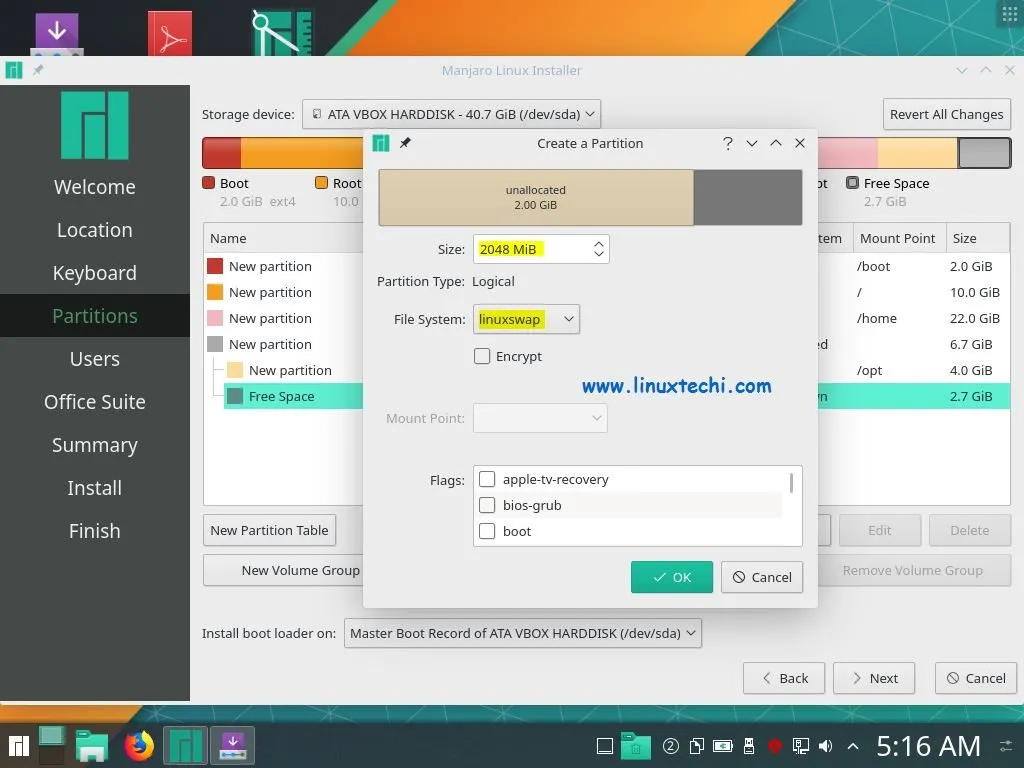 Manjaro Linux Installer
Welcome
Location
Keyboard
Partitions
Users
Office Suite
Summary
Install
Finish
Storage device: ATA VBOX HARDDISK - 40.7 GiB (/dev/sda)
Revert All Changes
Boot
2.0 GiB ext4
Root
10.0
Free Space
2.7 GiB
Name
Mount Point
Size
New partition
/boot
2.0 GiB
New partition
/
10.0 GiB
New partition
/home
22.0 GiB
New partition
6.7 GiB
New partition
/opt
4.0 GiB
Free Space
2.7 GiB
Create a Partition
?
unallocated
2.00 GiB
Size: 2048 MiB
Partition Type: Logical
File System: linuxswap
Encrypt
www.linuxtechi.com
Mount Point:
Flags:
apple-tv-recovery
bios-grub
boot
OK
Cancel
New Partition Table
Edit
Delete
New Volume Group
Remove Volume Group
Install boot loader on: Master Boot Record of ATA VBOX HARDDISK (/dev/sda)
Back
Next
Cancel
2
5:16 AM